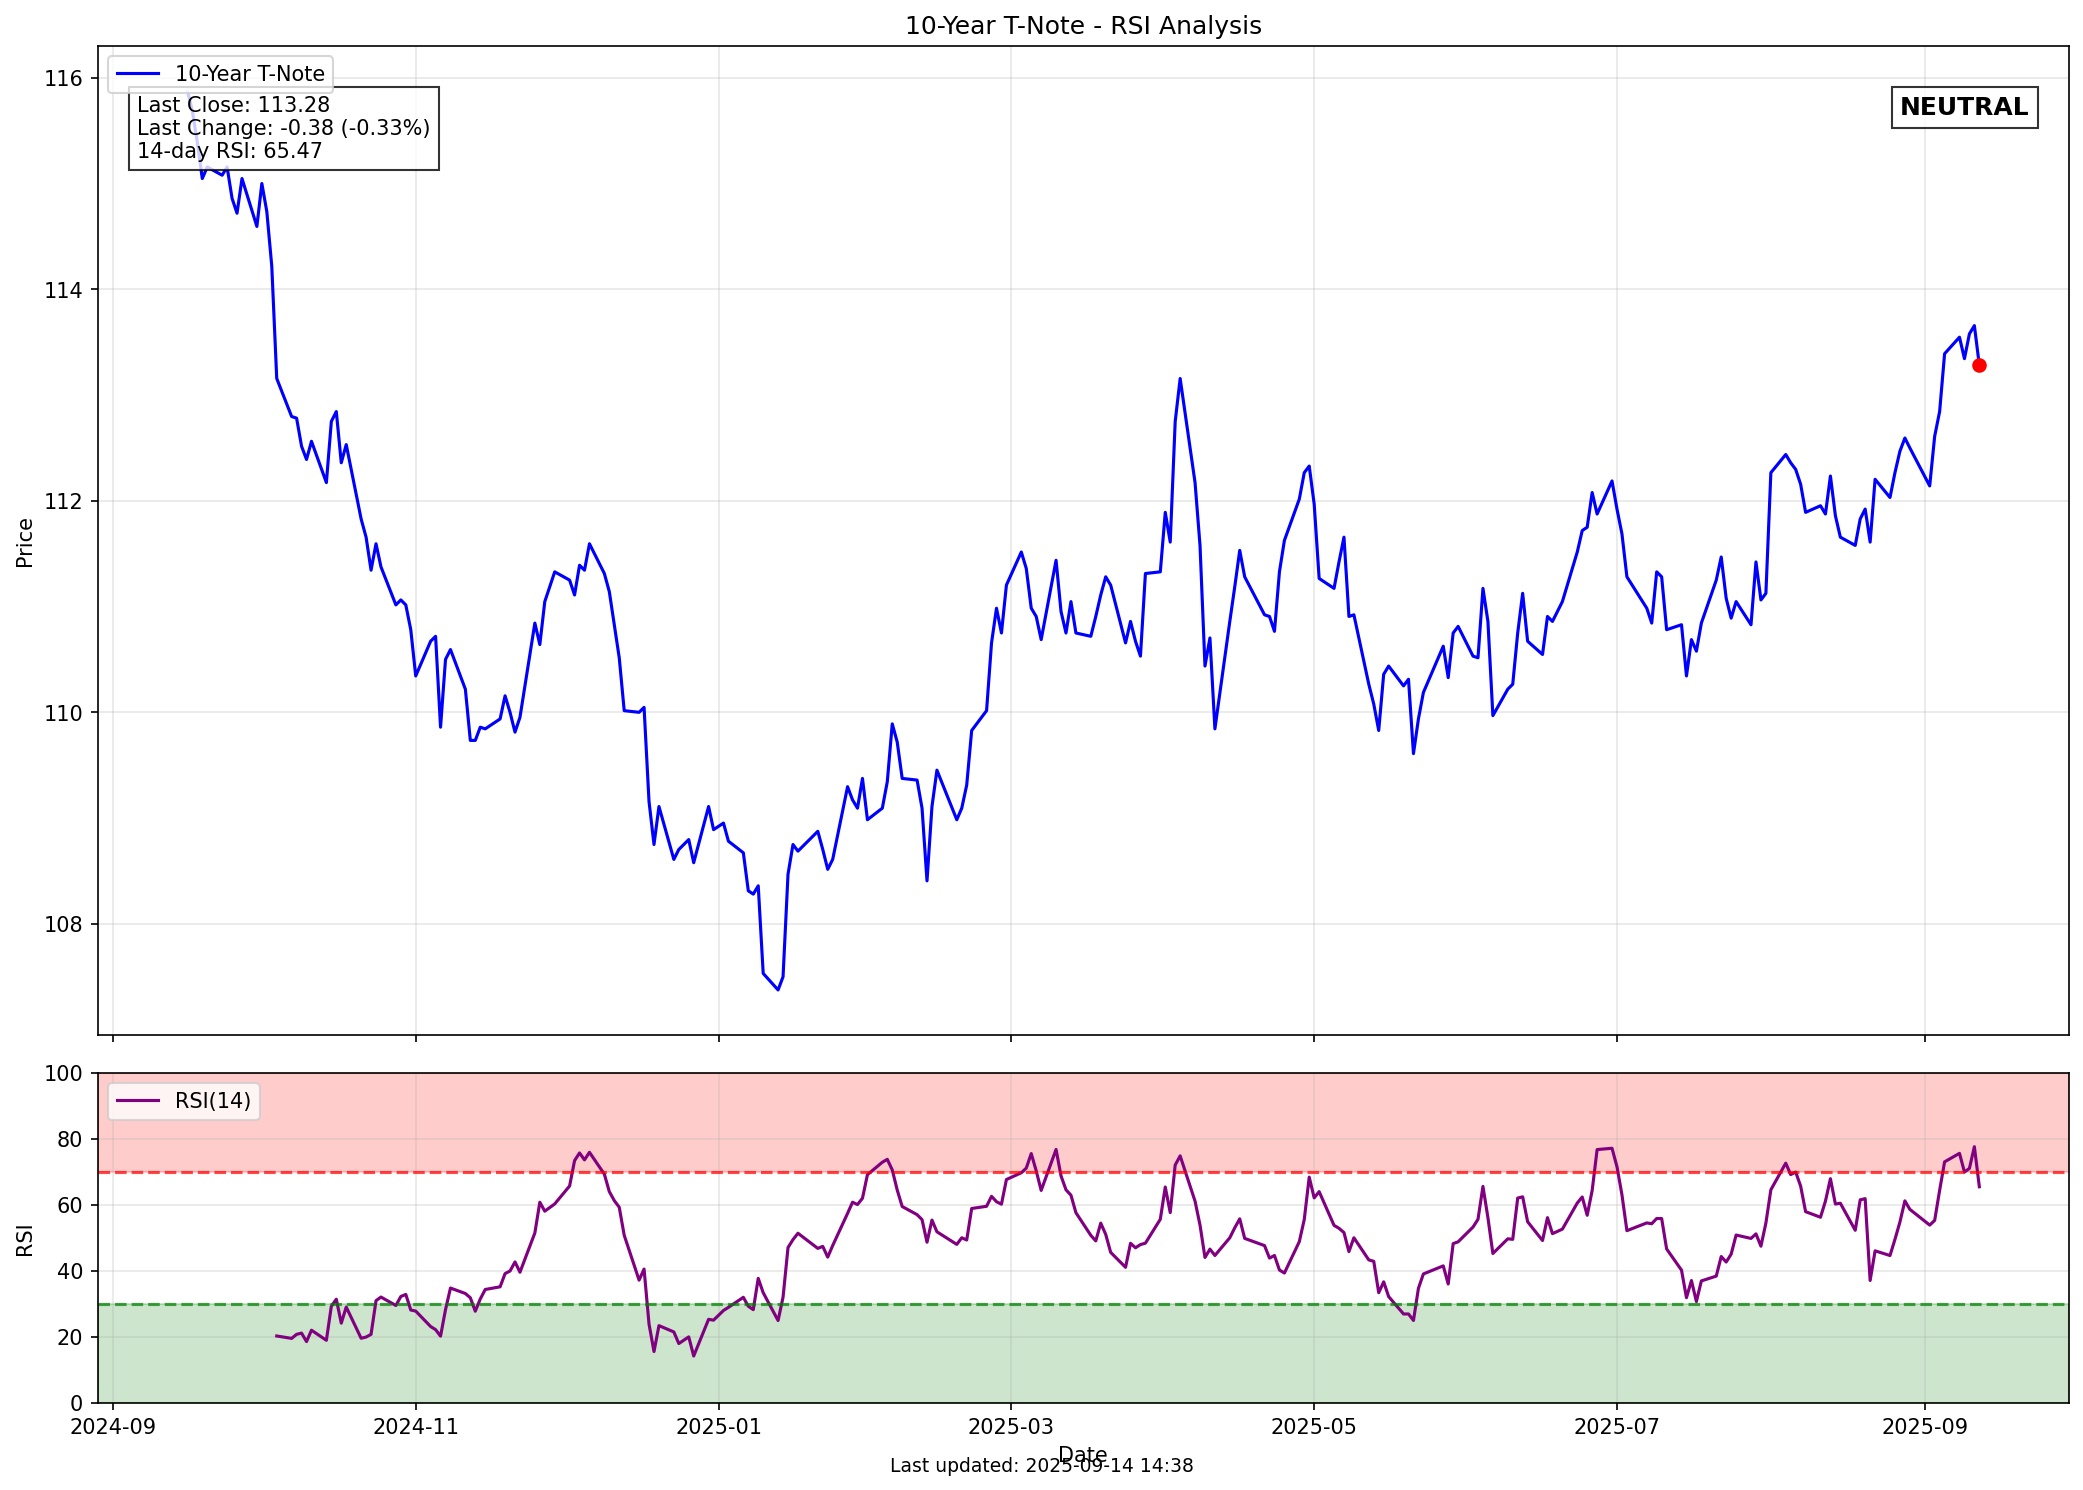 10-Year T-Note - RSI Analysis
10-Year T-Note
Last Close: 113.28
Last Change: -0.38 (-0.33%)
14-day RSI: 65.47
NEUTRAL
116
114
112
110
108
Price
RSI(14)
100
80
60
40
20
0
RSI
2024-09
2024-11
2025-01
2025-03
2025-05
2025-07
2025-09
Date
Last updated: 2025-09-14 14:38